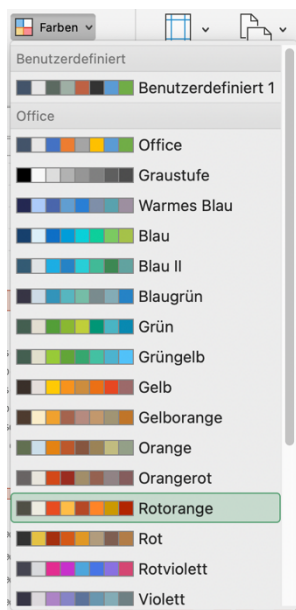 Farben
Benutzerdefiniert
Benutzerdefiniert 1
Office
Office
Graustufe
Warmes Blau
Blau
Blau II
Blaugrün
Grün
Grüngelb
Gelb
Gelborange
Orange
Orangerot
Rotorange
Rot
Rotviolett
Violett